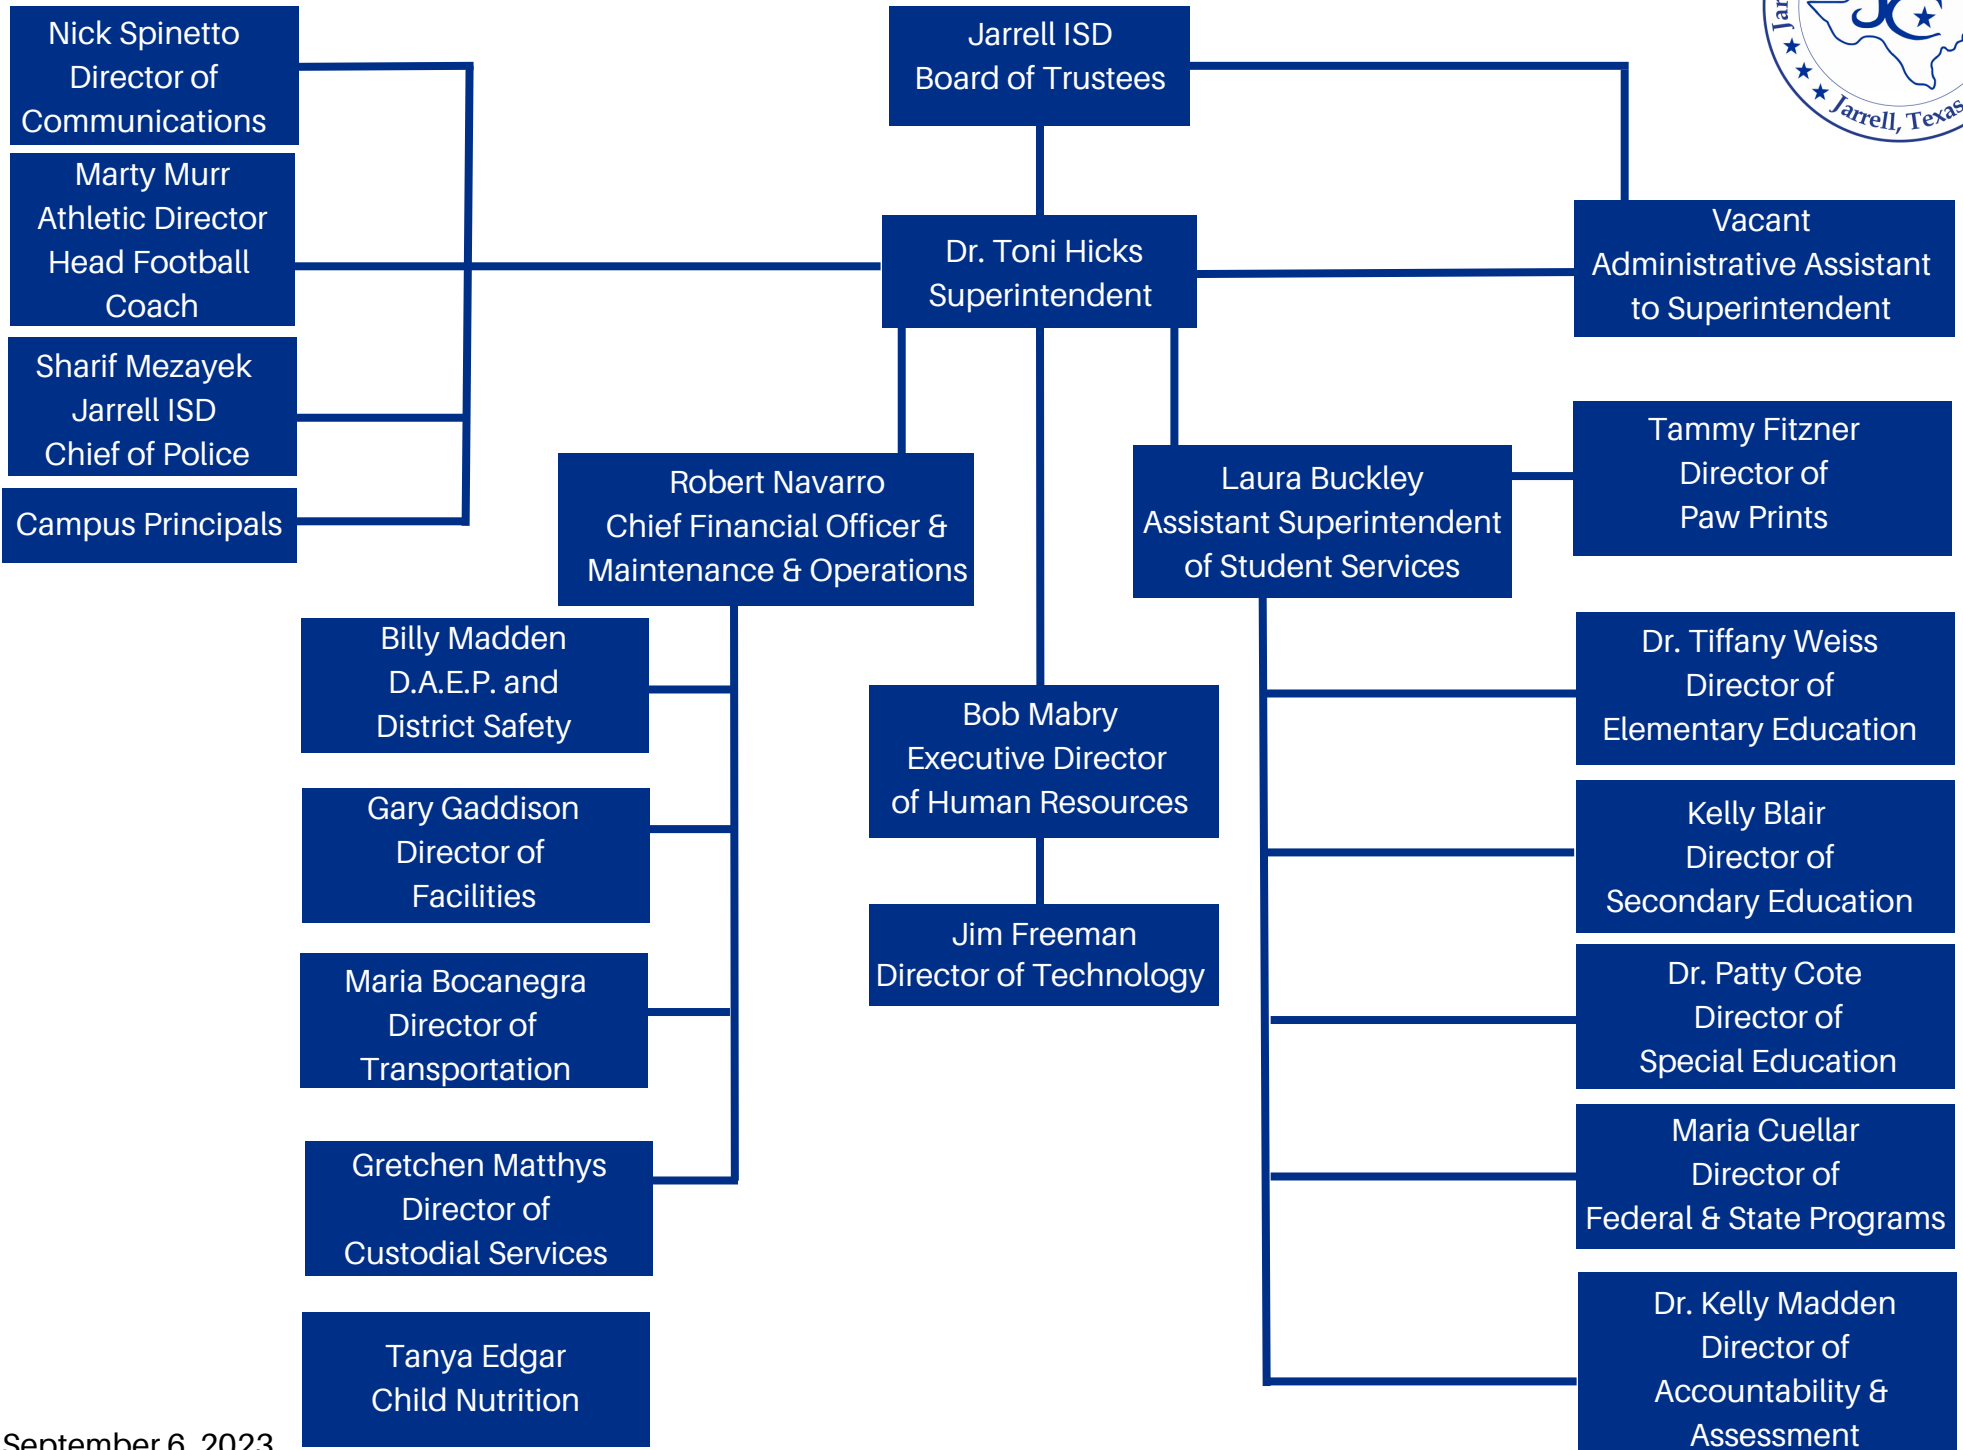 Nick Spinetto
Director of
Communications
Marty Murr
Athletic Director
Head Football
Coach
Sharif Mezayek
Jarrell ISD
Chief of Police
Campus Principals
Jarrell ISD
Board of Trustees
Dr. Toni Hicks
Superintendent
Vacant
Administrative Assistant
to Superintendent
Robert Navarro
Chief Financial Officer &
Maintenance & Operations
Laura Buckley
Assistant Superintendent
of Student Services
Tammy Fitzner
Director of
Paw Prints
Billy Madden
D.A.E.P. and
District Safety
Gary Gaddison
Director of
Facilities
Maria Bocanegra
Director of
Transportation
Gretchen Matthys
Director of
Custodial Services
Tanya Edgar
Child Nutrition
Bob Mabry
Executive Director
of Human Resources
Jim Freeman
Director of Technology
Dr. Tiffany Weiss
Director of
Elementary Education
Kelly Blair
Director of
Secondary Education
Dr. Patty Cote
Director of
Special Education
Maria Cuellar
Director of
Federal & State Programs
Dr. Kelly Madden
Director of
Accountability &
Assessment
Jarrell, Texas
September 6, 2023